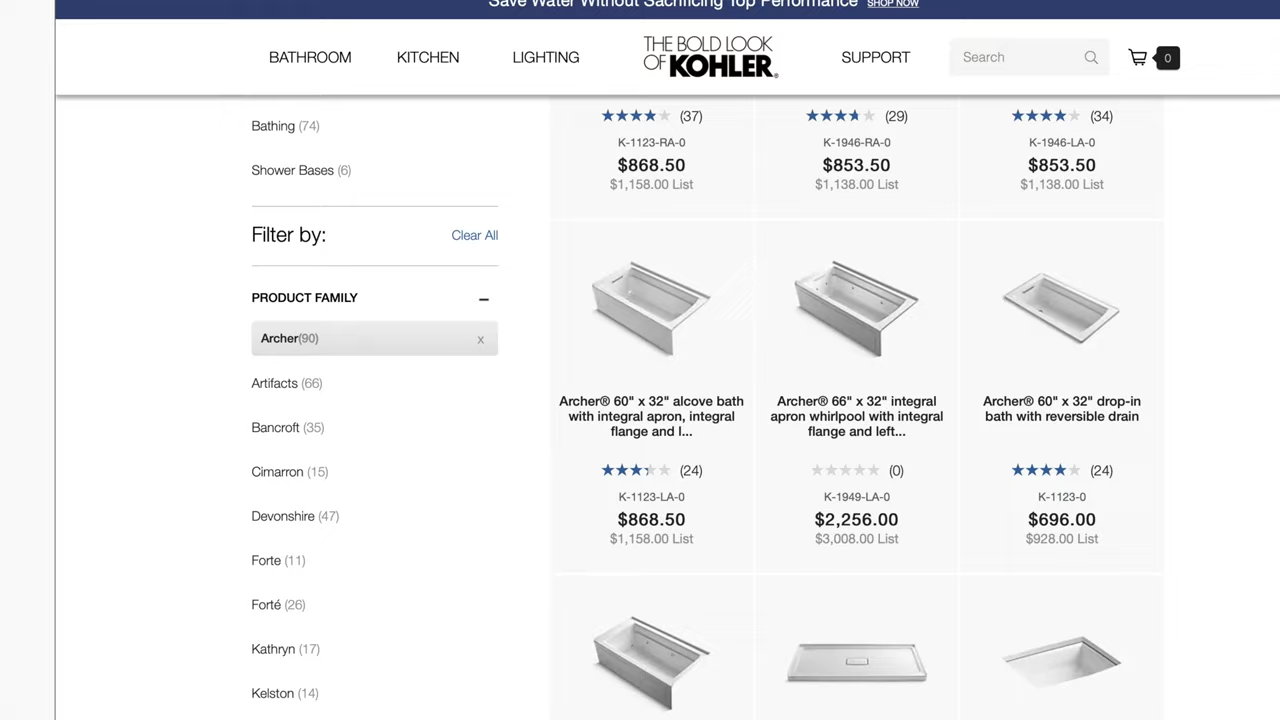 Save Water Without Sacrificing Top Performance SHOP NOW
BATHROOM KITCHEN LIGHTING THE BOLD LOOK OF KOHLER® SUPPORT Search 0
Bathing (74)
Shower Bases (6)
Filter by: Clear All
PRODUCT FAMILY –
Archer(90) x
Artifacts (66)
Bancroft (35)
Cimarron (15)
Devonshire (47)
Forte (11)
Forté (26)
Kathryn (17)
Kelston (14)
(37)
K-1123-RA-0
$868.50
$1,158.00 List
(29)
K-1946-RA-0
$853.50
$1,138.00 List
(34)
K-1946-LA-0
$853.50
$1,138.00 List
Archer® 60" x 32" alcove bath
with integral apron, integral
flange and l...
(24)
K-1123-LA-0
$868.50
$1,158.00 List
Archer® 66" x 32" integral
apron whirlpool with integral
flange and left...
(0)
K-1949-LA-0
$2,256.00
$3,008.00 List
Archer® 60" x 32" drop-in
bath with reversible drain
(24)
K-1123-0
$696.00
$928.00 List